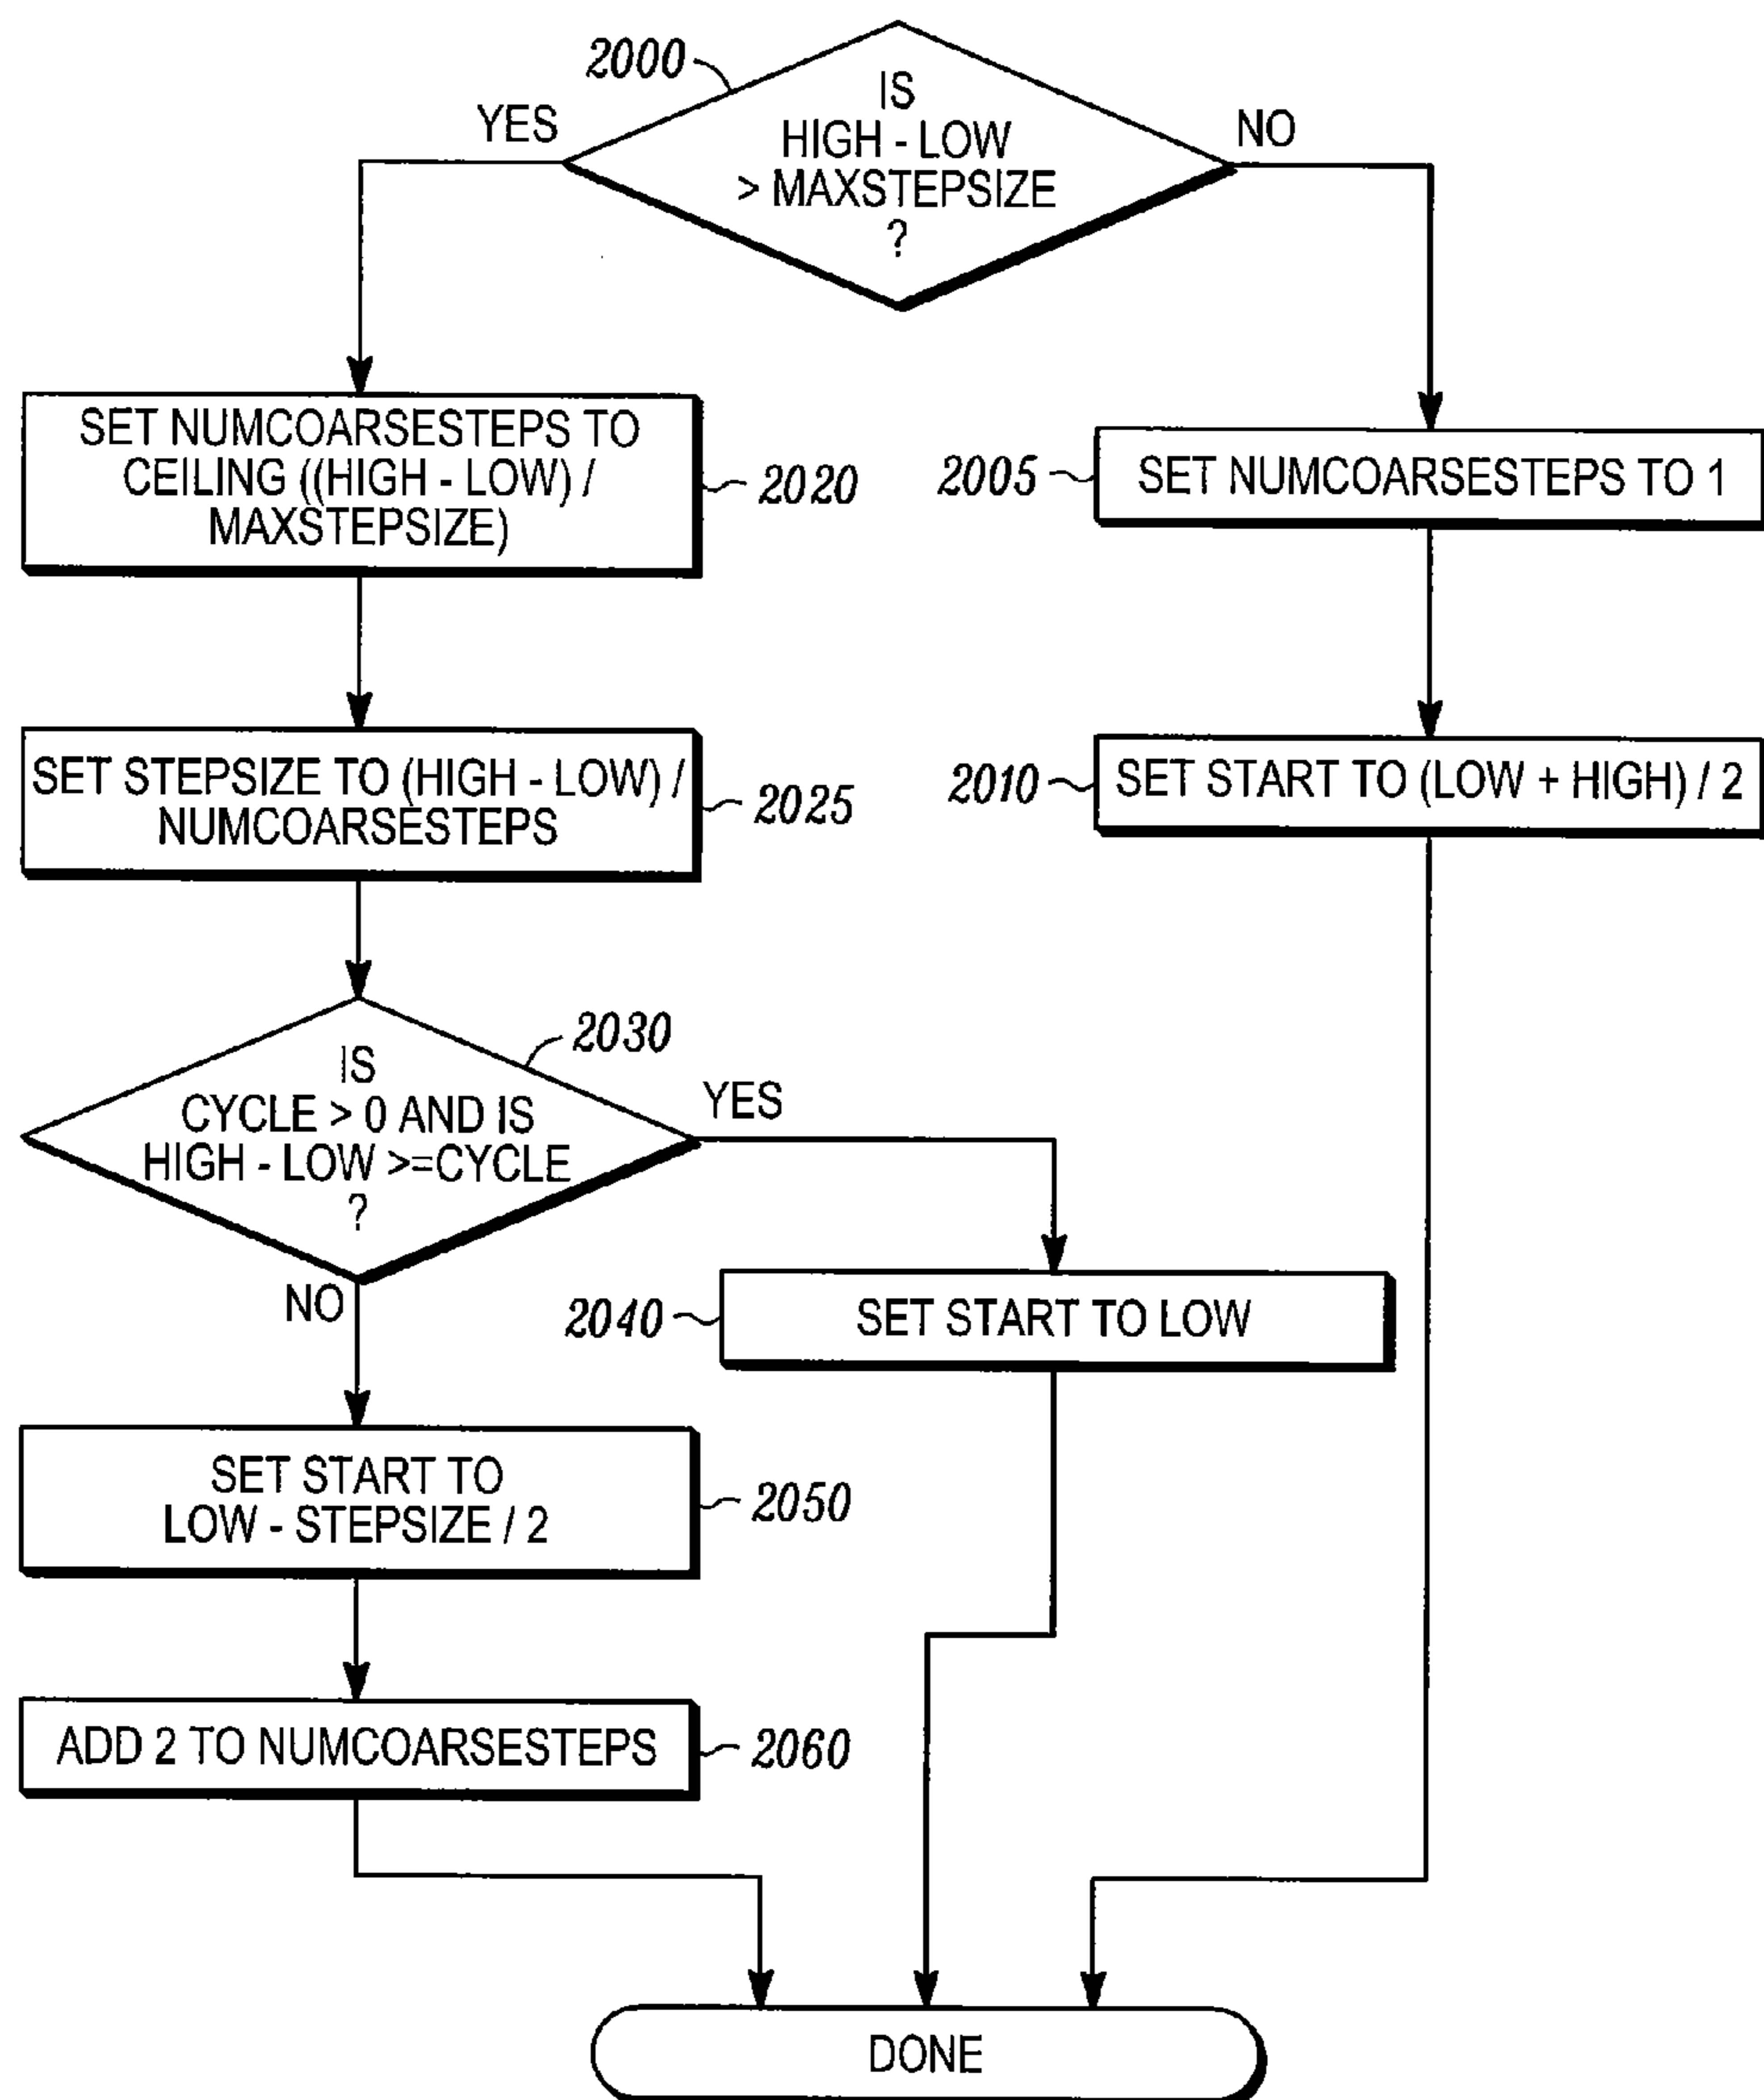 2000
IS
HIGH - LOW
> MAXSTEPSIZE
?
YES
NO
SET NUMCOARSESTEPS TO
CEILING ((HIGH - LOW) /
MAXSTEPSIZE)
2020
2005
SET NUMCOARSESTEPS TO 1
SET STEPSIZE TO (HIGH - LOW) /
NUMCOARSESTEPS
2025
2010
SET START TO (LOW + HIGH) / 2
2030
IS
CYCLE > 0 AND IS
HIGH - LOW >=CYCLE
?
YES
NO
2040
SET START TO LOW
SET START TO
LOW - STEPSIZE / 2
2050
ADD 2 TO NUMCOARSESTEPS
2060
DONE